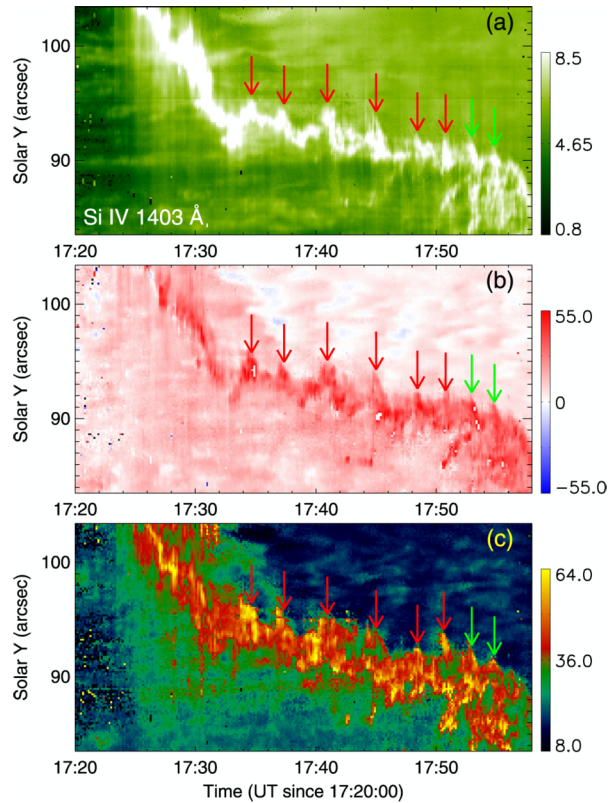 (a)
100
90
Solar Y (arcsec)
Si IV 1403 Å
8.5
4.65
0.8
17:20 17:30 17:40 17:50
(b)
100
90
Solar Y (arcsec)
55.0
0
−55.0
17:20 17:30 17:40 17:50
(c)
100
90
Solar Y (arcsec)
64.0
36.0
8.0
17:20 17:30 17:40 17:50
Time (UT since 17:20:00)